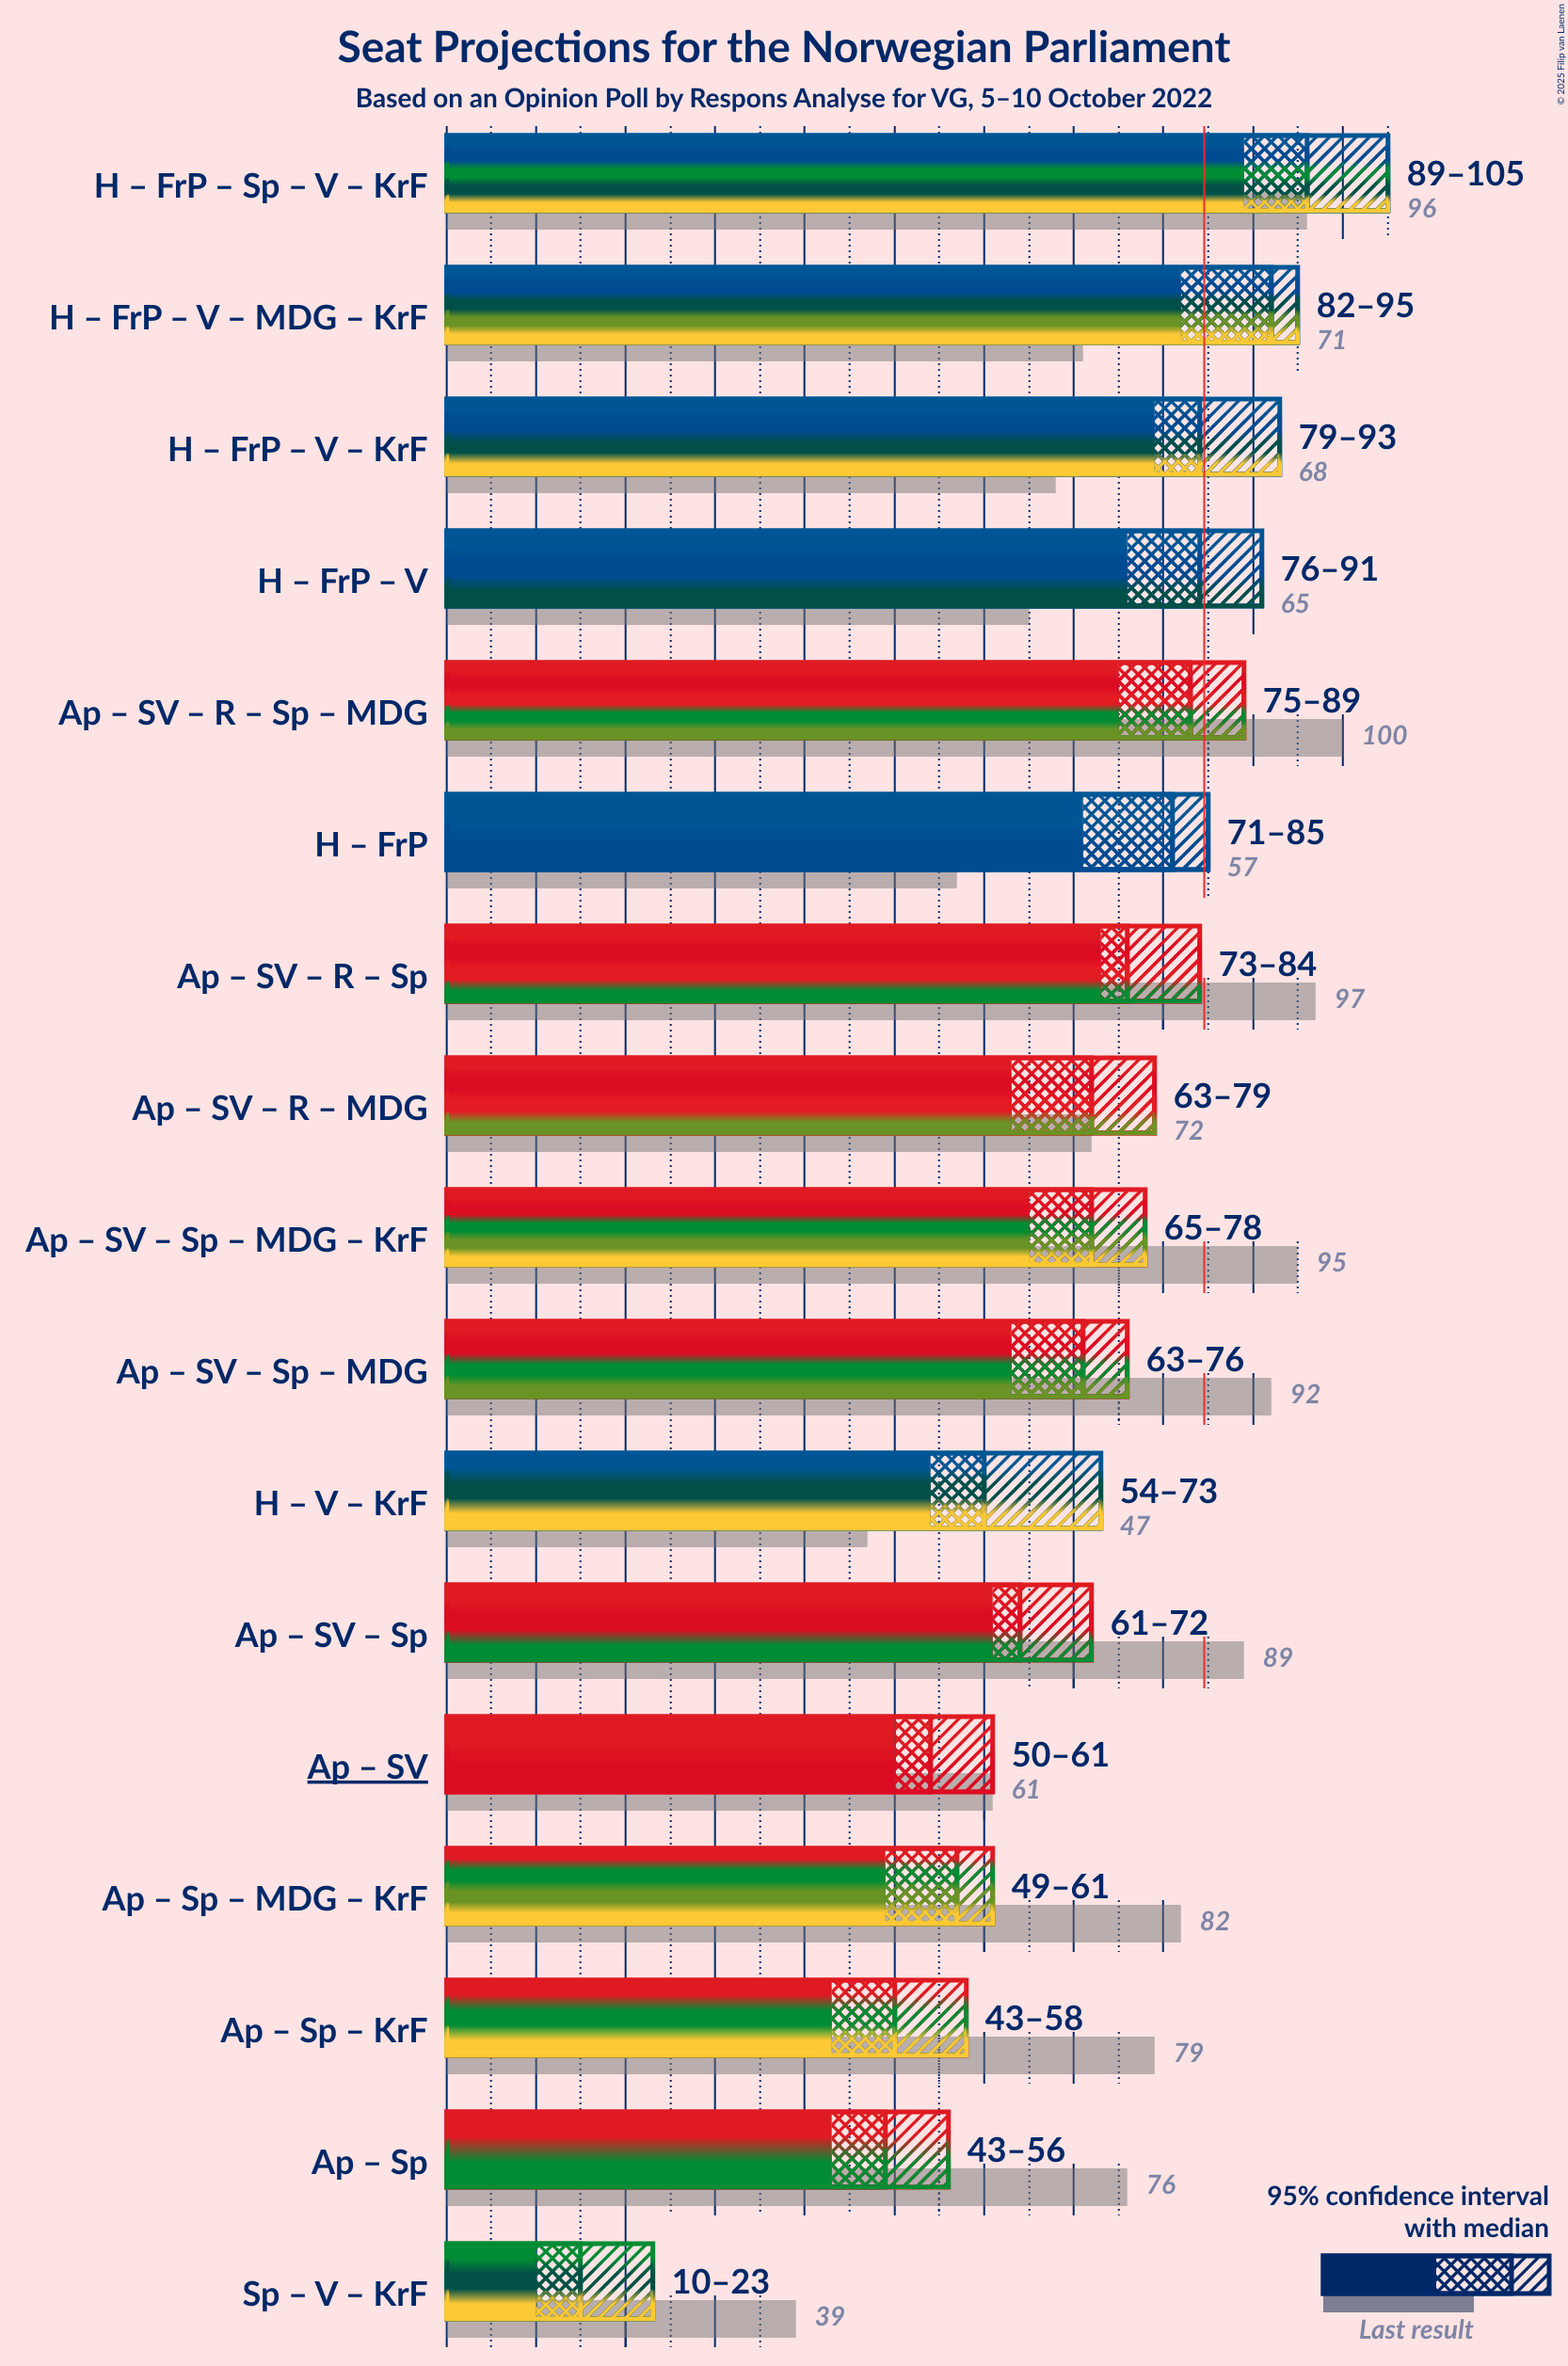 Seat Projections for the Norwegian Parliament
Based on an Opinion Poll by Respons Analyse for VG, 5–10 October 2022
© 2025 Filip van Laenen
H – FrP – Sp – V – KrF
89–105
96
H – FrP – V – MDG – KrF
82–95
71
H – FrP – V – KrF
79–93
68
H – FrP – V
76–91
65
Ap – SV – R – Sp – MDG
75–89
100
H – FrP
71–85
57
Ap – SV – R – Sp
73–84
97
Ap – SV – R – MDG
63–79
72
Ap – SV – Sp – MDG – KrF
65–78
95
Ap – SV – Sp – MDG
63–76
92
H – V – KrF
54–73
47
Ap – SV – Sp
61–72
89
Ap – SV
50–61
61
Ap – Sp – MDG – KrF
49–61
82
Ap – Sp – KrF
43–58
79
Ap – Sp
43–56
76
Sp – V – KrF
10–23
39
95% confidence interval
with median
Last result